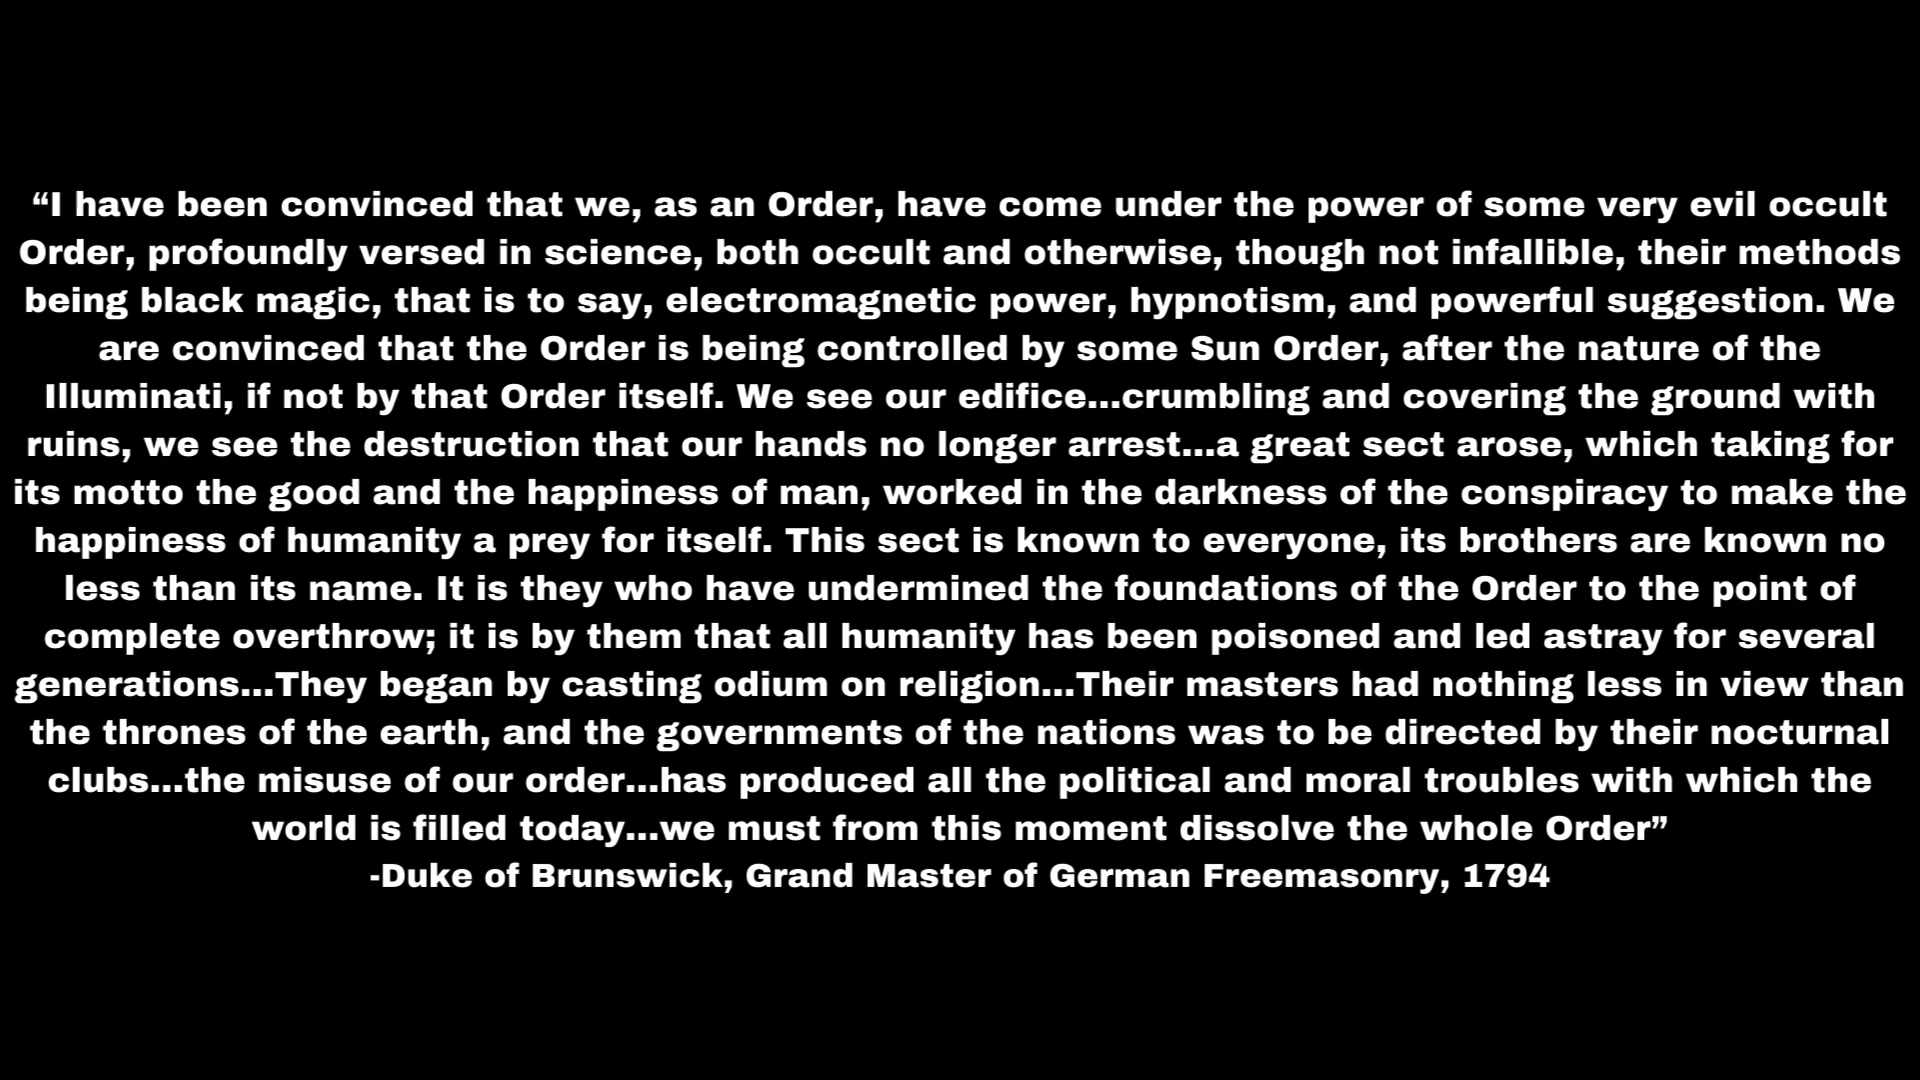 “I have been convinced that we, as an Order, have come under the power of some very evil occult
Order, profoundly versed in science, both occult and otherwise, though not infallible, their methods
being black magic, that is to say, electromagnetic power, hypnotism, and powerful suggestion. We
are convinced that the Order is being controlled by some Sun Order, after the nature of the
Illuminati, if not by that Order itself. We see our edifice...crumbling and covering the ground with
ruins, we see the destruction that our hands no longer arrest...a great sect arose, which taking for
its motto the good and the happiness of man, worked in the darkness of the conspiracy to make the
happiness of humanity a prey for itself. This sect is known to everyone, its brothers are known no
less than its name. It is they who have undermined the foundations of the Order to the point of
complete overthrow; it is by them that all humanity has been poisoned and led astray for several
generations...They began by casting odium on religion...Their masters had nothing less in view than
the thrones of the earth, and the governments of the nations was to be directed by their nocturnal
clubs...the misuse of our order...has produced all the political and moral troubles with which the
world is filled today...we must from this moment dissolve the whole Order”
-Duke of Brunswick, Grand Master of German Freemasonry, 1794